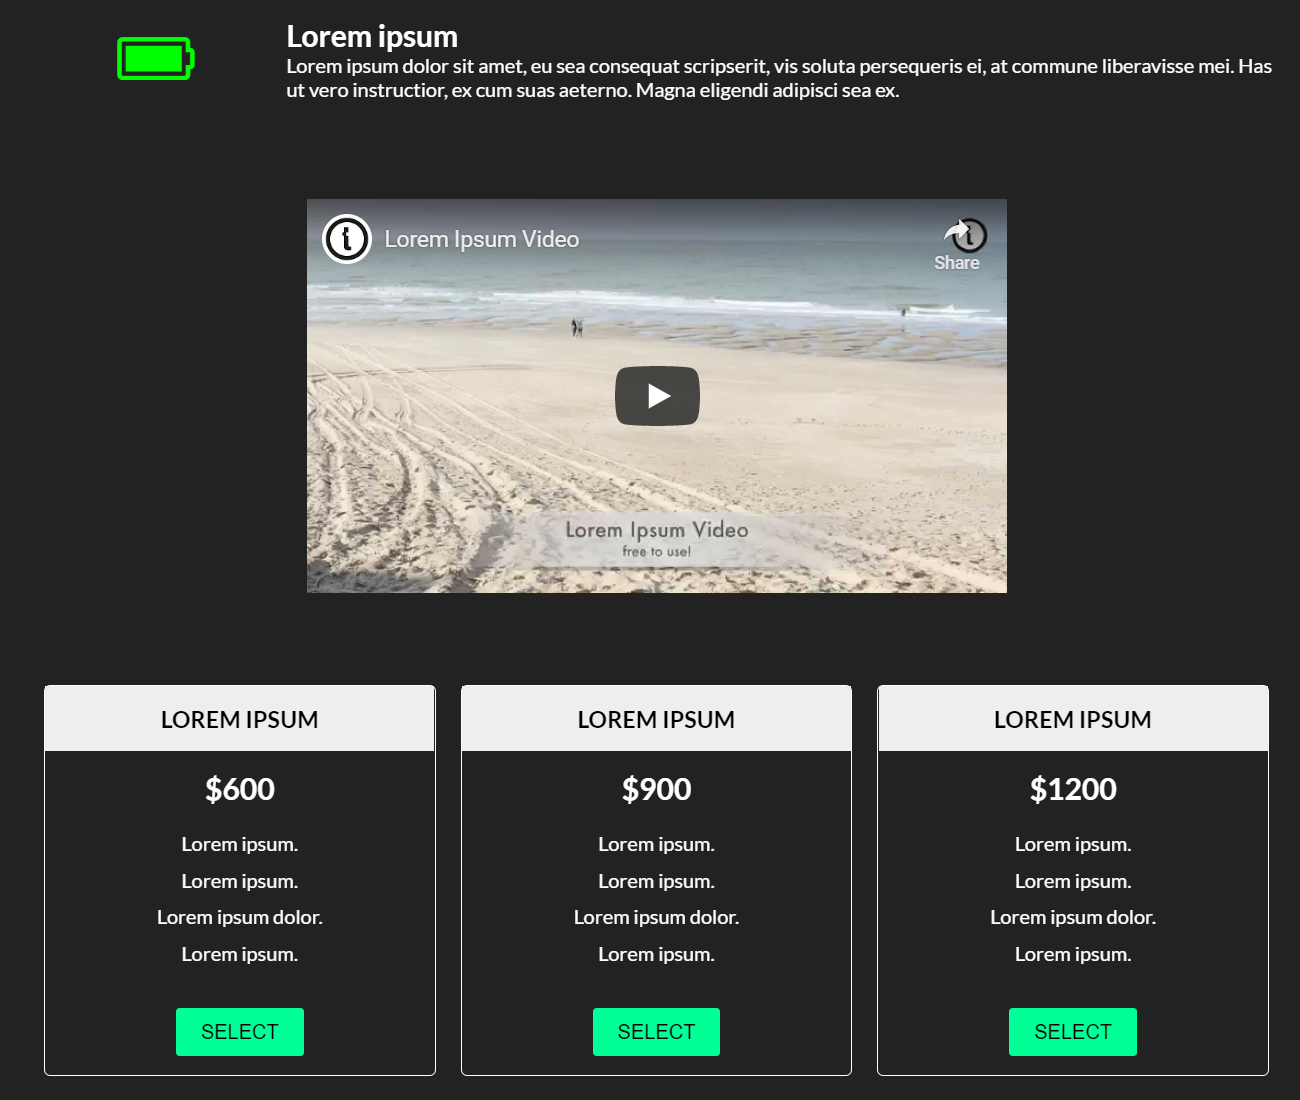 Lorem ipsum
Lorem ipsum dolor sit amet, eu sea consequat scripserit, vis soluta persequeris ei, at commune liberavisse mei. Has
ut vero instructior, ex cum suas aeterno. Magna eligendi adipisci sea ex.
t Lorem Ipsum Video
t
Share
Lorem Ipsum Video
free to use!
LOREM IPSUM
$600
Lorem ipsum.
Lorem ipsum.
Lorem ipsum dolor.
Lorem ipsum.
SELECT
LOREM IPSUM
$900
Lorem ipsum.
Lorem ipsum.
Lorem ipsum dolor.
Lorem ipsum.
SELECT
LOREM IPSUM
$1200
Lorem ipsum.
Lorem ipsum.
Lorem ipsum dolor.
Lorem ipsum.
SELECT